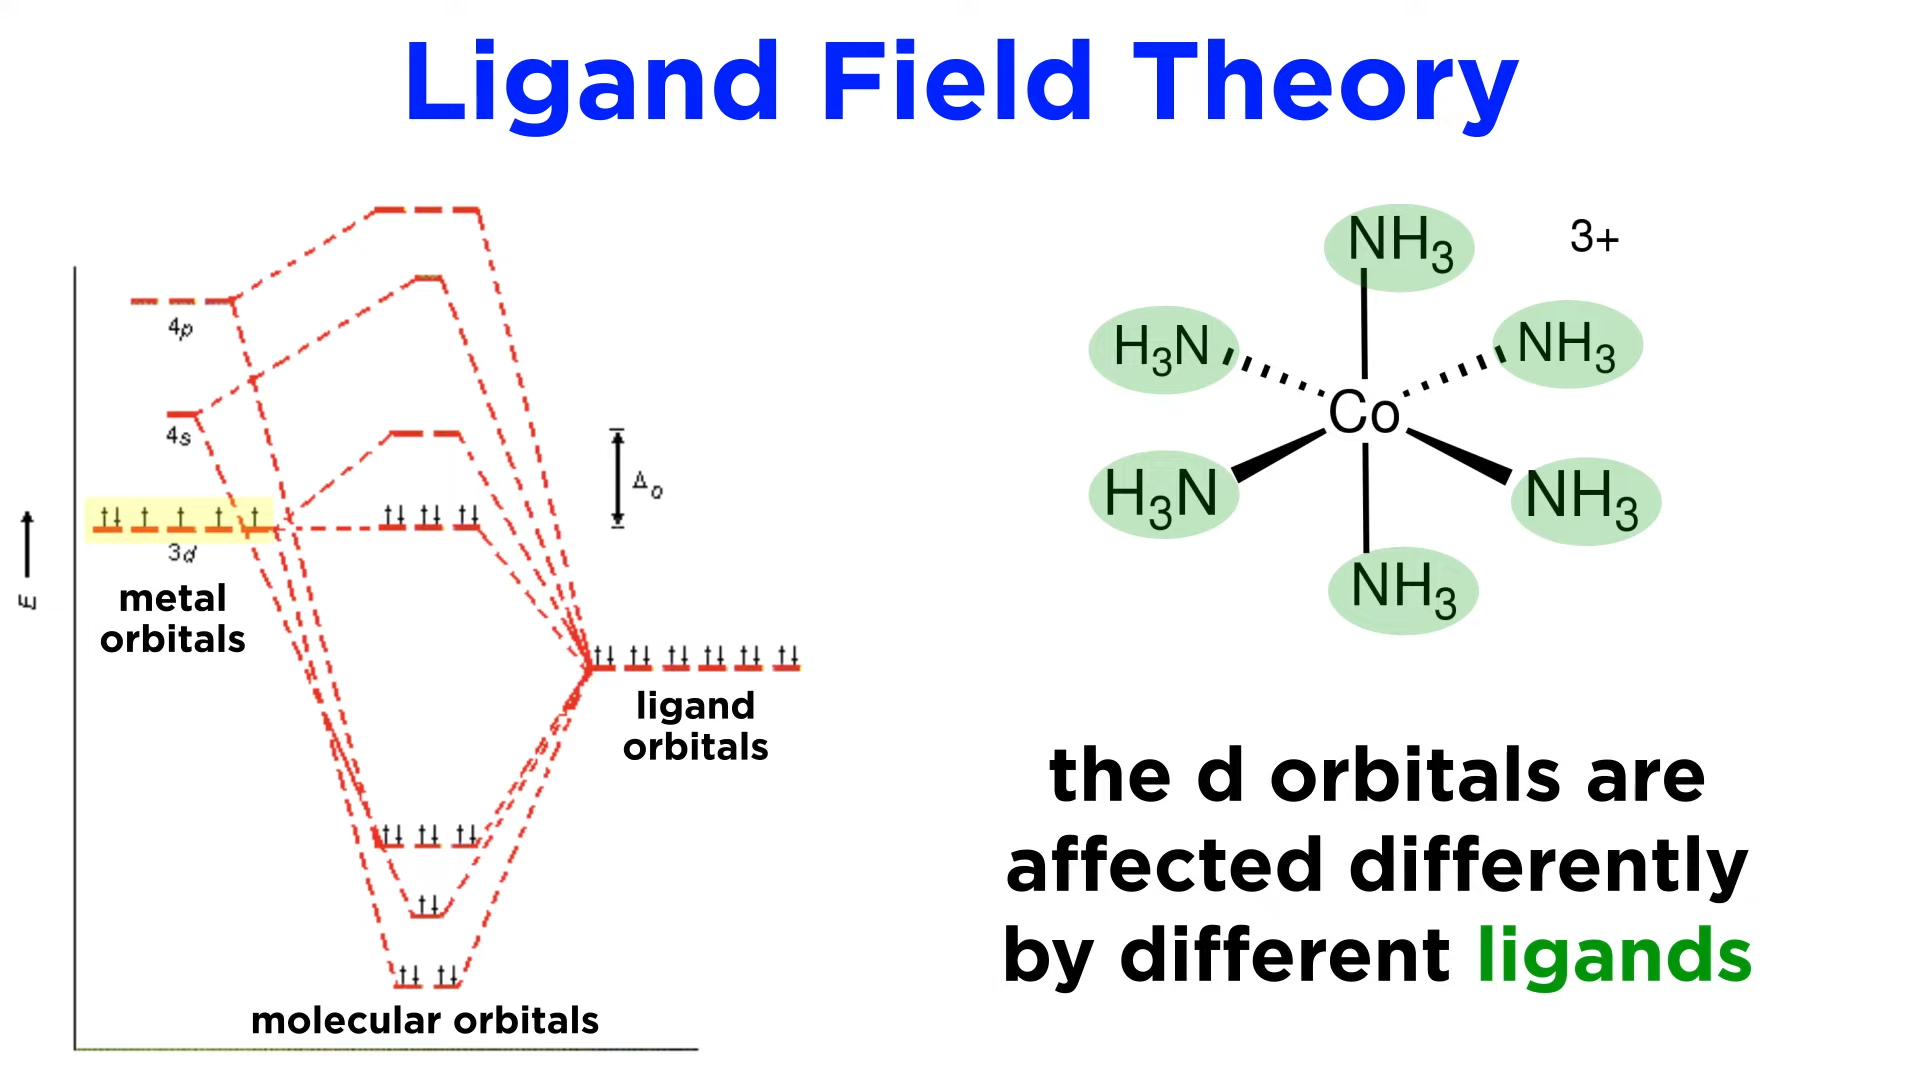 Ligand Field Theory
4p
4s
3d
metal
orbitals
E
Δo
ligand
orbitals
molecular orbitals
NH3
3+
H3N
NH3
Co
H3N
NH3
NH3
the d orbitals are
affected differently
by different ligands